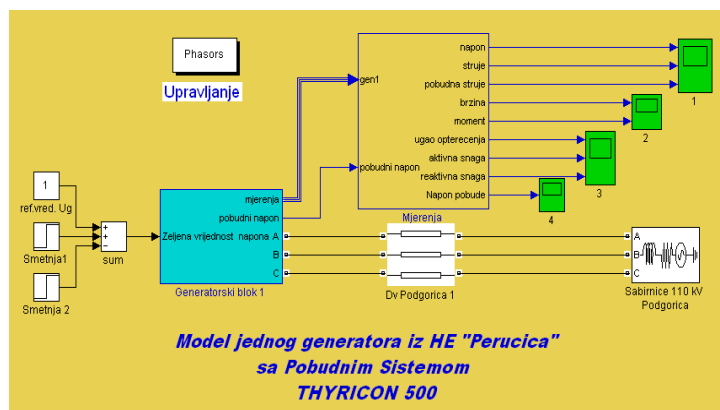 Phasors
Upravljanje
gen1
pobudni napon
napon
struje
pobudna struje
brzina
moment
ugao opterecenja
aktivna snaga
reaktivna snaga
Napon pobude
Mjerenja
1
2
3
4
1
ref.vred. Ug
Smetnja1
Smetnja 2
+
+
−
sum
Zeljena vrijednost napona
mjerenja
pobudni napon
A
B
C
Generatorski blok 1
Dv Podgorica 1
A
B
C
Sabirnice 110 kV
Podgorica
Model jednog generatora iz HE "Perucica"
sa Pobudnim Sistemom
THYRICON 500